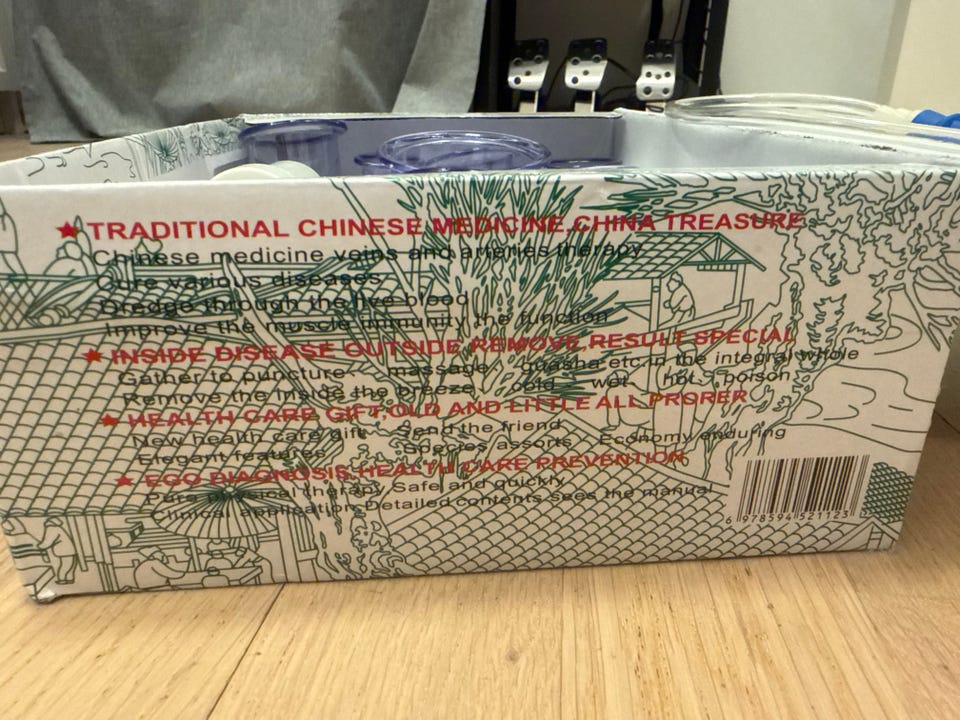 ★ TRADITIONAL CHINESE MEDICINE,CHINA TREASURE
Chinese medicine veins and arteries therapy
Cure various diseases
Dredge through the live blood
Improve the muscle immunity the function
★ INSIDE DISEASE OUTSIDE REMOVE,RESULT SPECIAL
Gather to puncture massage guasha etc.in the integral whole
Remove the inside the breeze cold wet hot poison
★ HEALTH CARE GIFT,OLD AND LITTLE ALL PRORER
New health care gift Send the friend
Elegant features Species assorts Economy enduring
★ EGO DIAGNOSIS,HEALTH CARE PREVENTION
Pure physical therapy Safe and quickly
Clinical application Detailed contents sees the manual
6 978594 521123